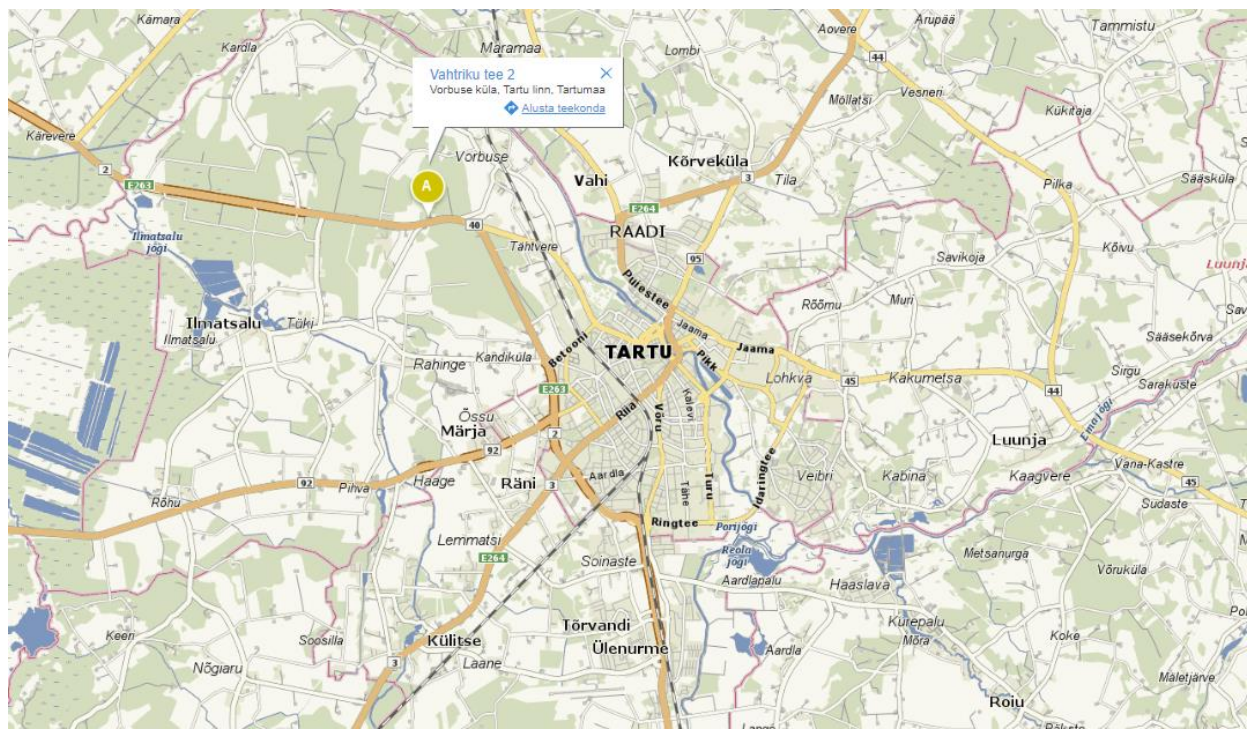 Kardla
Maramaa
Lombi
Aovere
Arupää
Tammistu
44
Vahtriku tee 2
Vorbuse küla, Tartu linn, Tartumaa
Alusta teekonda
Vesneri
Möllatsi
Kükitaja
Kärevere
2
E263
Vorbuse
A
Kõrveküla
3
Tila
Vahi
Pilka
Sääsküla
E264
RAADI
40
Ilmatsalu
jõgi
Tähtvere
95
Savikoja
Kõivu
Luunja
Puiestee
Rõõmu
Muri
Ilmatsalu
Ilmatsalu
Tüki
Jaama
Jaama
Sääsekõrva
Betooni
TARTU
Pikk
Rahinge
Kandiküla
Lohkva
45
Kakumetsa
Sirgu
Saraküste
44
E263
Kalevi
Riia
Võru
Õssu
Märja
2
92
Emajõgi
Luunja
Vana-Kastre
Aardla
Veibri
Kabina
Kaagvere
92
Pihva
Haage
Räni
3
Rõhu
Tähe
Turu
Idaringtee
45
Sudaste
Ringtee
Porijõgi
Lemmatsi
E264
Soinaste
Reola
jõgi
Metsanurga
Võruküla
Aardlapalu
Haaslava
Keeri
Soosilla
Külitse
Tõrvandi
Ülenurme
Kurepalu
Mõra
Koke
Aardla
Nõgiaru
3
Laane
Mäletjärve
Roiu